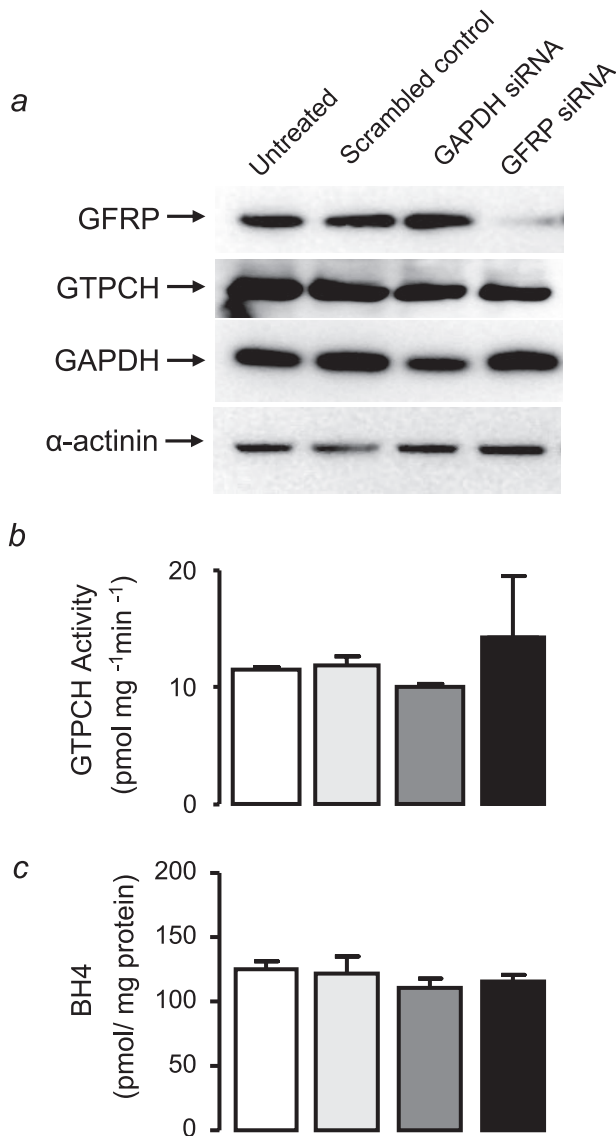 a
Untreated
Scrambled control
GAPDH siRNA
GFRP siRNA
GFRP
GTPCH
GAPDH
α-actinin
b
GTPCH Activity
(pmol mg -1min -1)
20
10
0
c
BH4
(pmol/ mg protein)
200
150
100
50
0